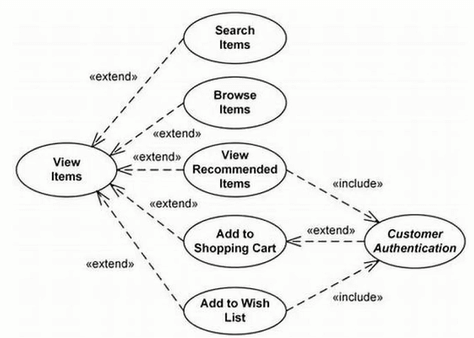 Search
Items
«extend»
Browse
Items
«extend»
View
Items
«extend»
View
Recommended
Items
«include»
«extend»
Add to
Shopping Cart
«extend»
Customer
Authentication
«extend»
Add to Wish
List
«include»